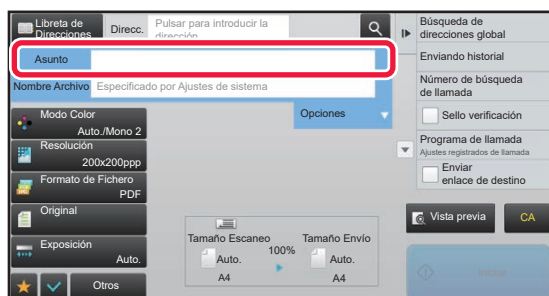 Libreta de
Direcciones
Direcc.
Pulsar para introducir la
dirección
Asunto
Nombre Archivo
Especificado por Ajustes de sistema
Opciones
Modo Color
Auto./Mono 2
Resolución
200x200ppp
Formato de Fichero
PDF
Original
Exposición
Auto.
Otros
Tamaño Escaneo
100%
Tamaño Envío
Auto.
A4
Auto.
A4
Búsqueda de
direcciones global
Enviando historial
Número de búsqueda
de llamada
Sello verificación
Programa de llamada
Ajustes registrados de llamada
Enviar
enlace de destino
Vista previa
CA
Iniciar